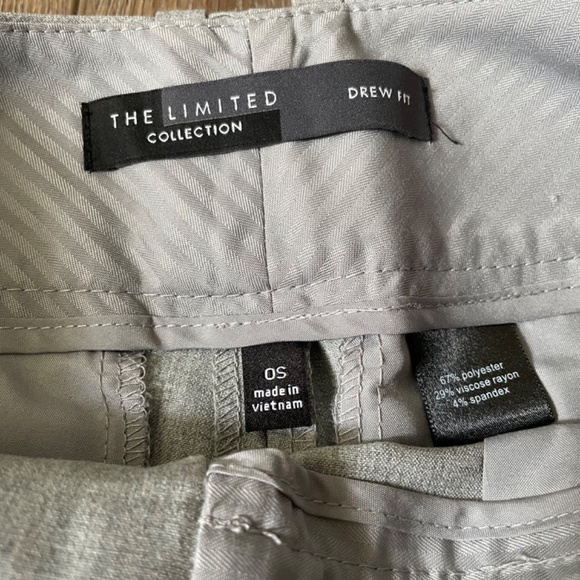 THE LIMITED
COLLECTION
DREW FIT
0S
made in
vietnam
67% polyester
29% viscose rayon
4% spandex